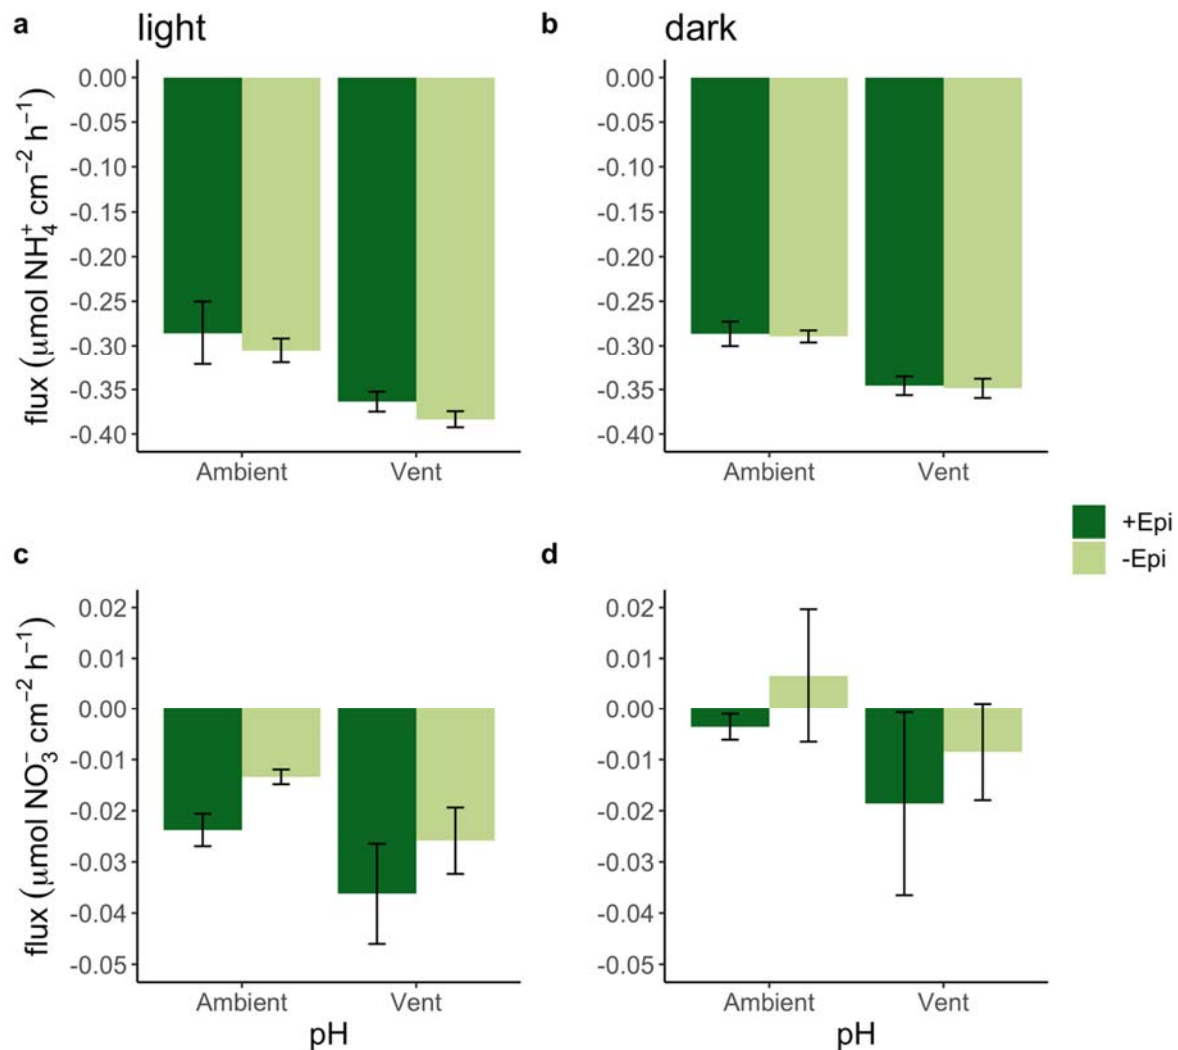 a light
b dark
flux (μmol NH₄⁺ cm⁻² h⁻¹)
0.00
-0.05
-0.10
-0.15
-0.20
-0.25
-0.30
-0.35
-0.40
Ambient Vent
0.00
-0.05
-0.10
-0.15
-0.20
-0.25
-0.30
-0.35
-0.40
Ambient Vent
+Epi
-Epi
c
flux (μmol NO₃⁻ cm⁻² h⁻¹)
0.02
0.01
0.00
-0.01
-0.02
-0.03
-0.04
-0.05
Ambient Vent
pH
d
0.02
0.01
0.00
-0.01
-0.02
-0.03
-0.04
-0.05
Ambient Vent
pH